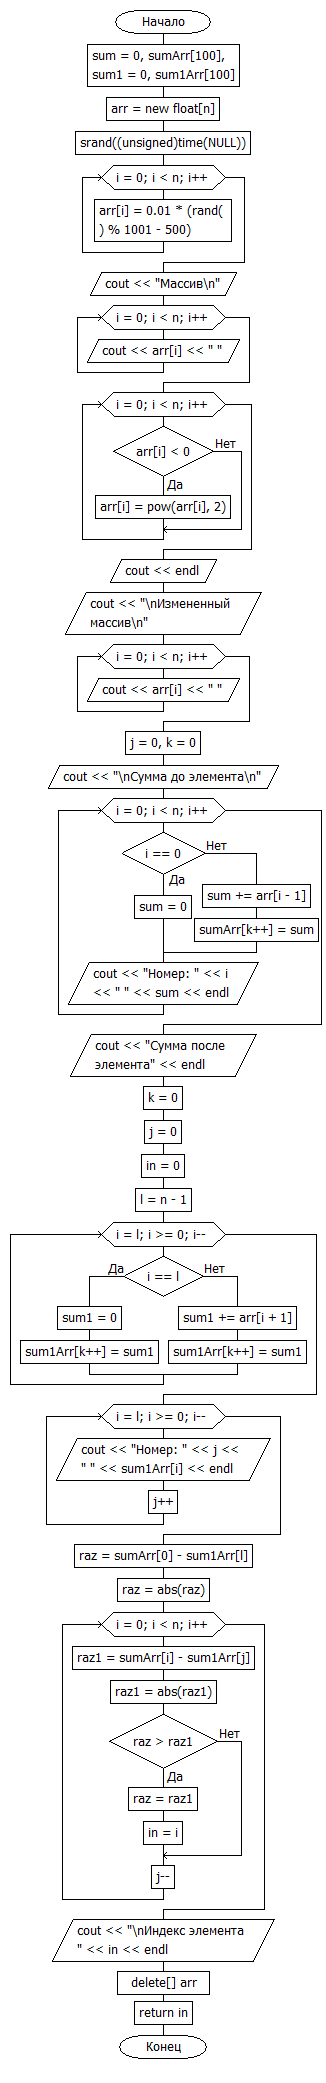 Начало
sum = 0, sumArr[100],
sum1 = 0, sum1Arr[100]
arr = new float[n]
srand((unsigned)time(NULL))
i = 0; i < n; i++
arr[i] = 0.01 * (rand(
) % 1001 - 500)
cout << "Массив\n"
i = 0; i < n; i++
cout << arr[i] << " "
i = 0; i < n; i++
arr[i] < 0
Нет
Да
arr[i] = pow(arr[i], 2)
cout << endl
cout << "\nИзмененный
массив\n"
i = 0; i < n; i++
cout << arr[i] << " "
j = 0, k = 0
cout << "\nСумма до элемента\n"
i = 0; i < n; i++
i == 0
Нет
Да
sum = 0
sum += arr[i - 1]
sumArr[k++] = sum
cout << "Номер: " << i
<< " " << sum << endl
cout << "Сумма после
элемента" << endl
k = 0
j = 0
in = 0
l = n - 1
i = l; i >= 0; i--
Да
i == l
Нет
sum1 = 0
sum1 += arr[i + 1]
sum1Arr[k++] = sum1
sum1Arr[k++] = sum1
i = l; i >= 0; i--
cout << "Номер: " << j <<
" " << sum1Arr[i] << endl
j++
raz = sumArr[0] - sum1Arr[l]
raz = abs(raz)
i = 0; i < n; i++
raz1 = sumArr[i] - sum1Arr[j]
raz1 = abs(raz1)
raz > raz1
Нет
Да
raz = raz1
in = i
j--
cout << "\nИндекс элемента
" << in << endl
delete[] arr
return in
Конец